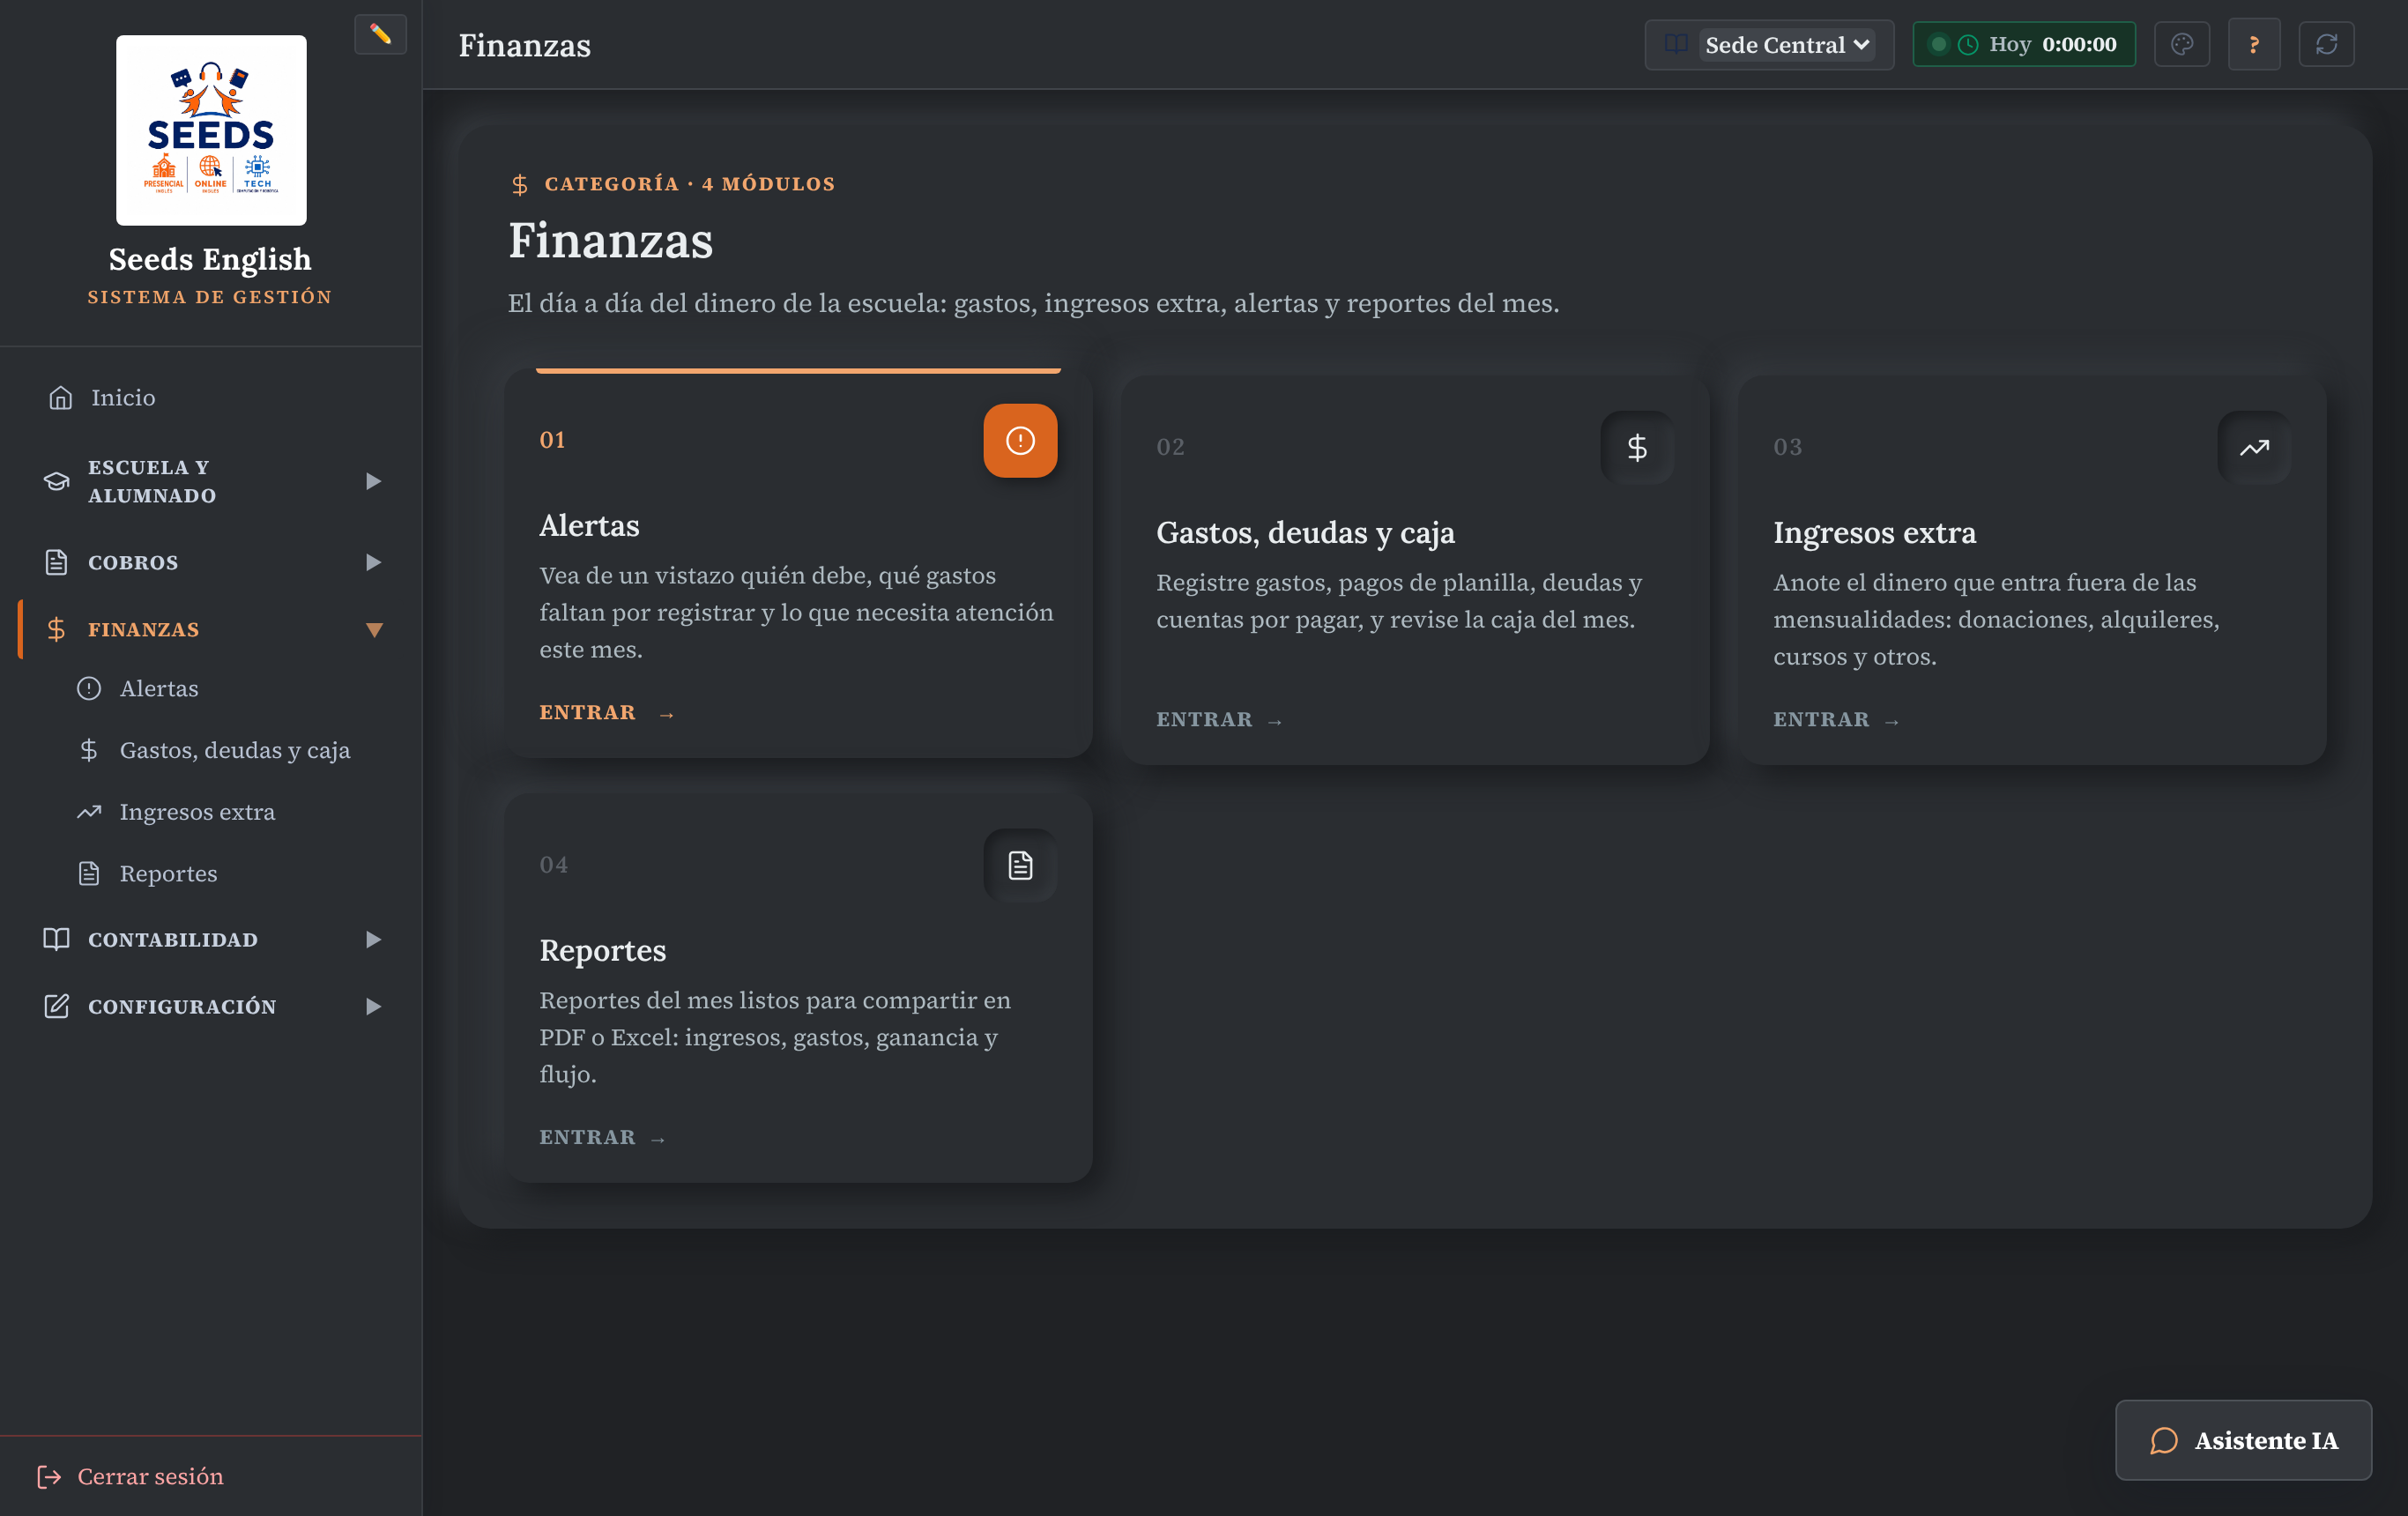 SEEDS
PRESENCIAL
INGLÉS
ONLINE
INGLÉS
TECH
Seeds English
SISTEMA DE GESTIÓN
Inicio
ESCUELA Y
ALUMNADO
COBROS
FINANZAS
Alertas
Gastos, deudas y caja
Ingresos extra
Reportes
CONTABILIDAD
CONFIGURACIÓN
Cerrar sesión
Finanzas
Sede Central
Hoy 0:00:00
?
CATEGORÍA · 4 MÓDULOS
Finanzas
El día a día del dinero de la escuela: gastos, ingresos extra, alertas y reportes del mes.
01
Alertas
Vea de un vistazo quién debe, qué gastos
faltan por registrar y lo que necesita atención
este mes.
ENTRAR →
02
Gastos, deudas y caja
Registre gastos, pagos de planilla, deudas y
cuentas por pagar, y revise la caja del mes.
ENTRAR →
03
Ingresos extra
Anote el dinero que entra fuera de las
mensualidades: donaciones, alquileres,
cursos y otros.
ENTRAR →
04
Reportes
Reportes del mes listos para compartir en
PDF o Excel: ingresos, gastos, ganancia y
flujo.
ENTRAR →
Asistente IA